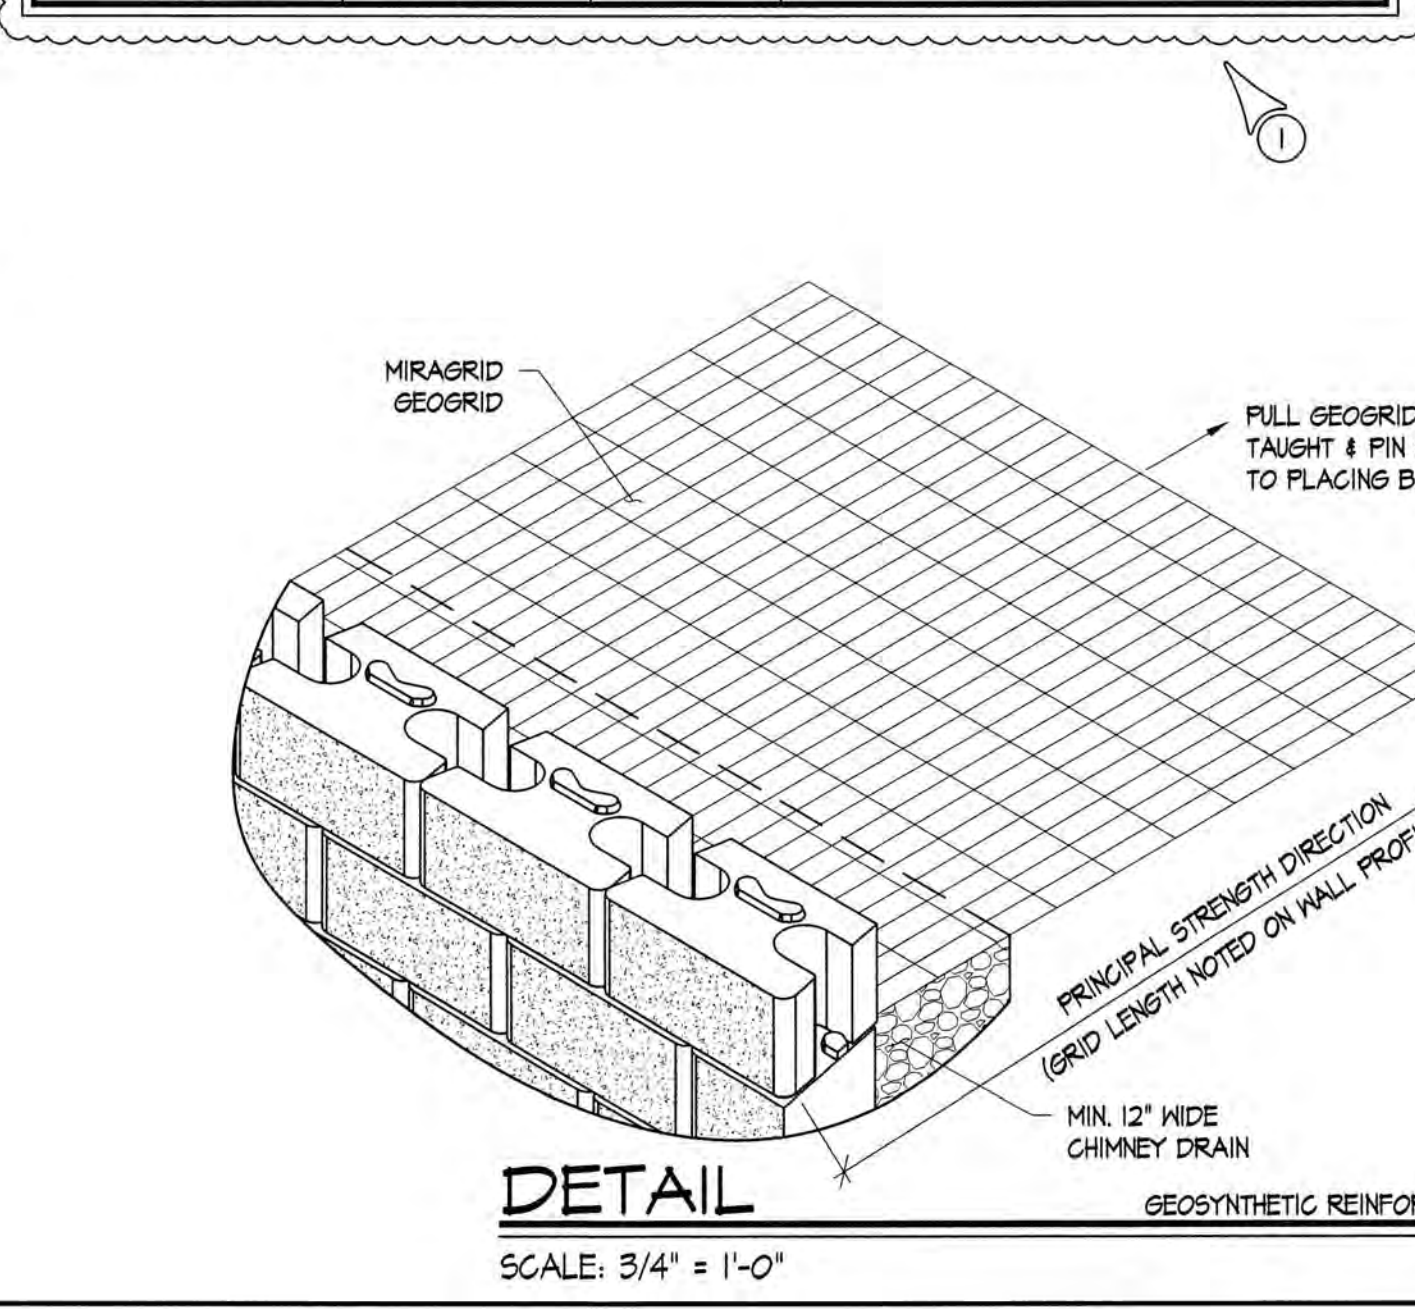 1
MIRAGRID
GEOGRID
PULL GEOGRID
TAUGHT & PIN
TO PLACING B
PRINCIPAL STRENGTH DIRECTION
(GRID LENGTH NOTED ON WALL PROF
MIN. 12" WIDE
CHIMNEY DRAIN
DETAIL
GEOSYNTHETIC REINFOR
SCALE: 3/4" = 1'-0"